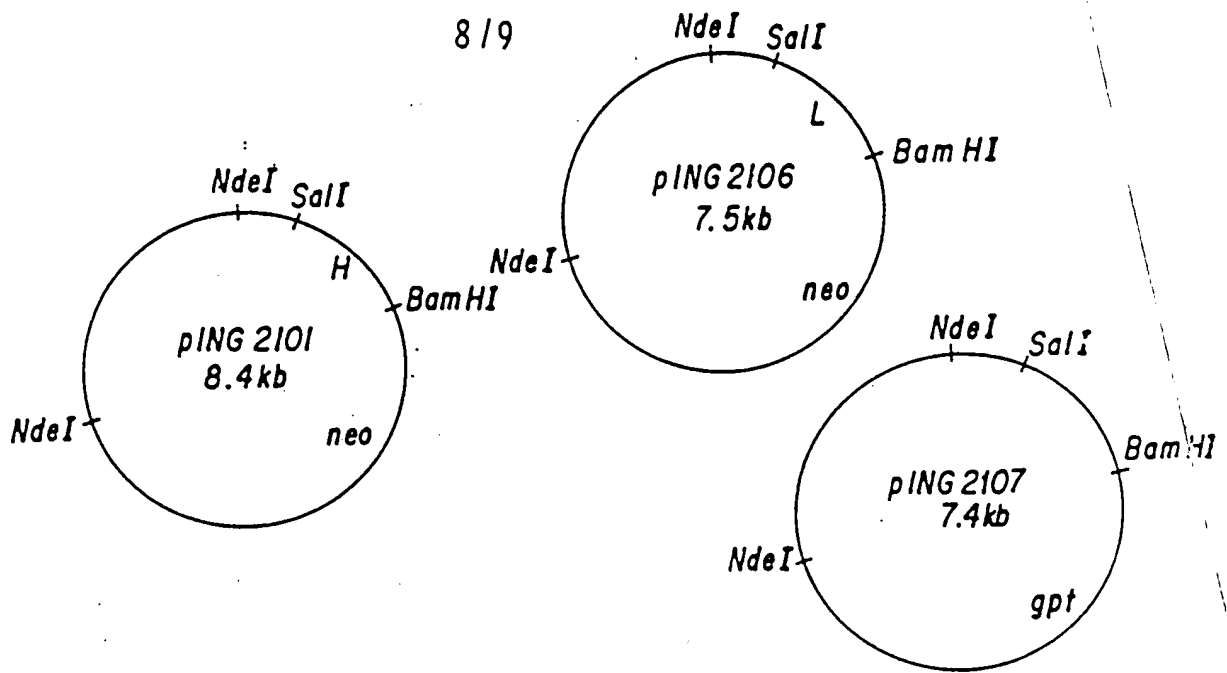 8/9
NdeI
SalI
H
BamHI
pING 2101
8.4kb
NdeI
neo
NdeI
SalI
L
BamHI
pING 2106
7.5kb
NdeI
neo
NdeI
SalI
BamHI
pING 2107
7.4kb
NdeI
gpt